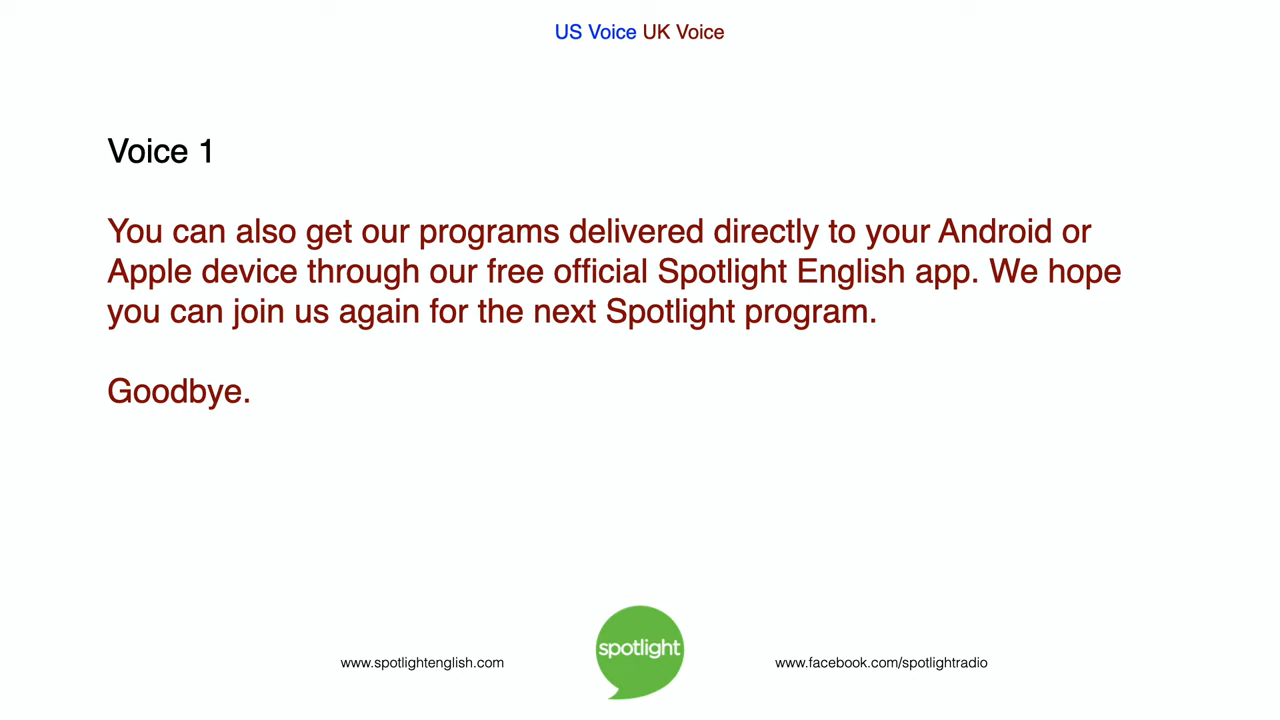 US Voice UK Voice
Voice 1
You can also get our programs delivered directly to your Android or
Apple device through our free official Spotlight English app. We hope
you can join us again for the next Spotlight program.
Goodbye.
www.spotlightenglish.com
spotlight
www.facebook.com/spotlightradio